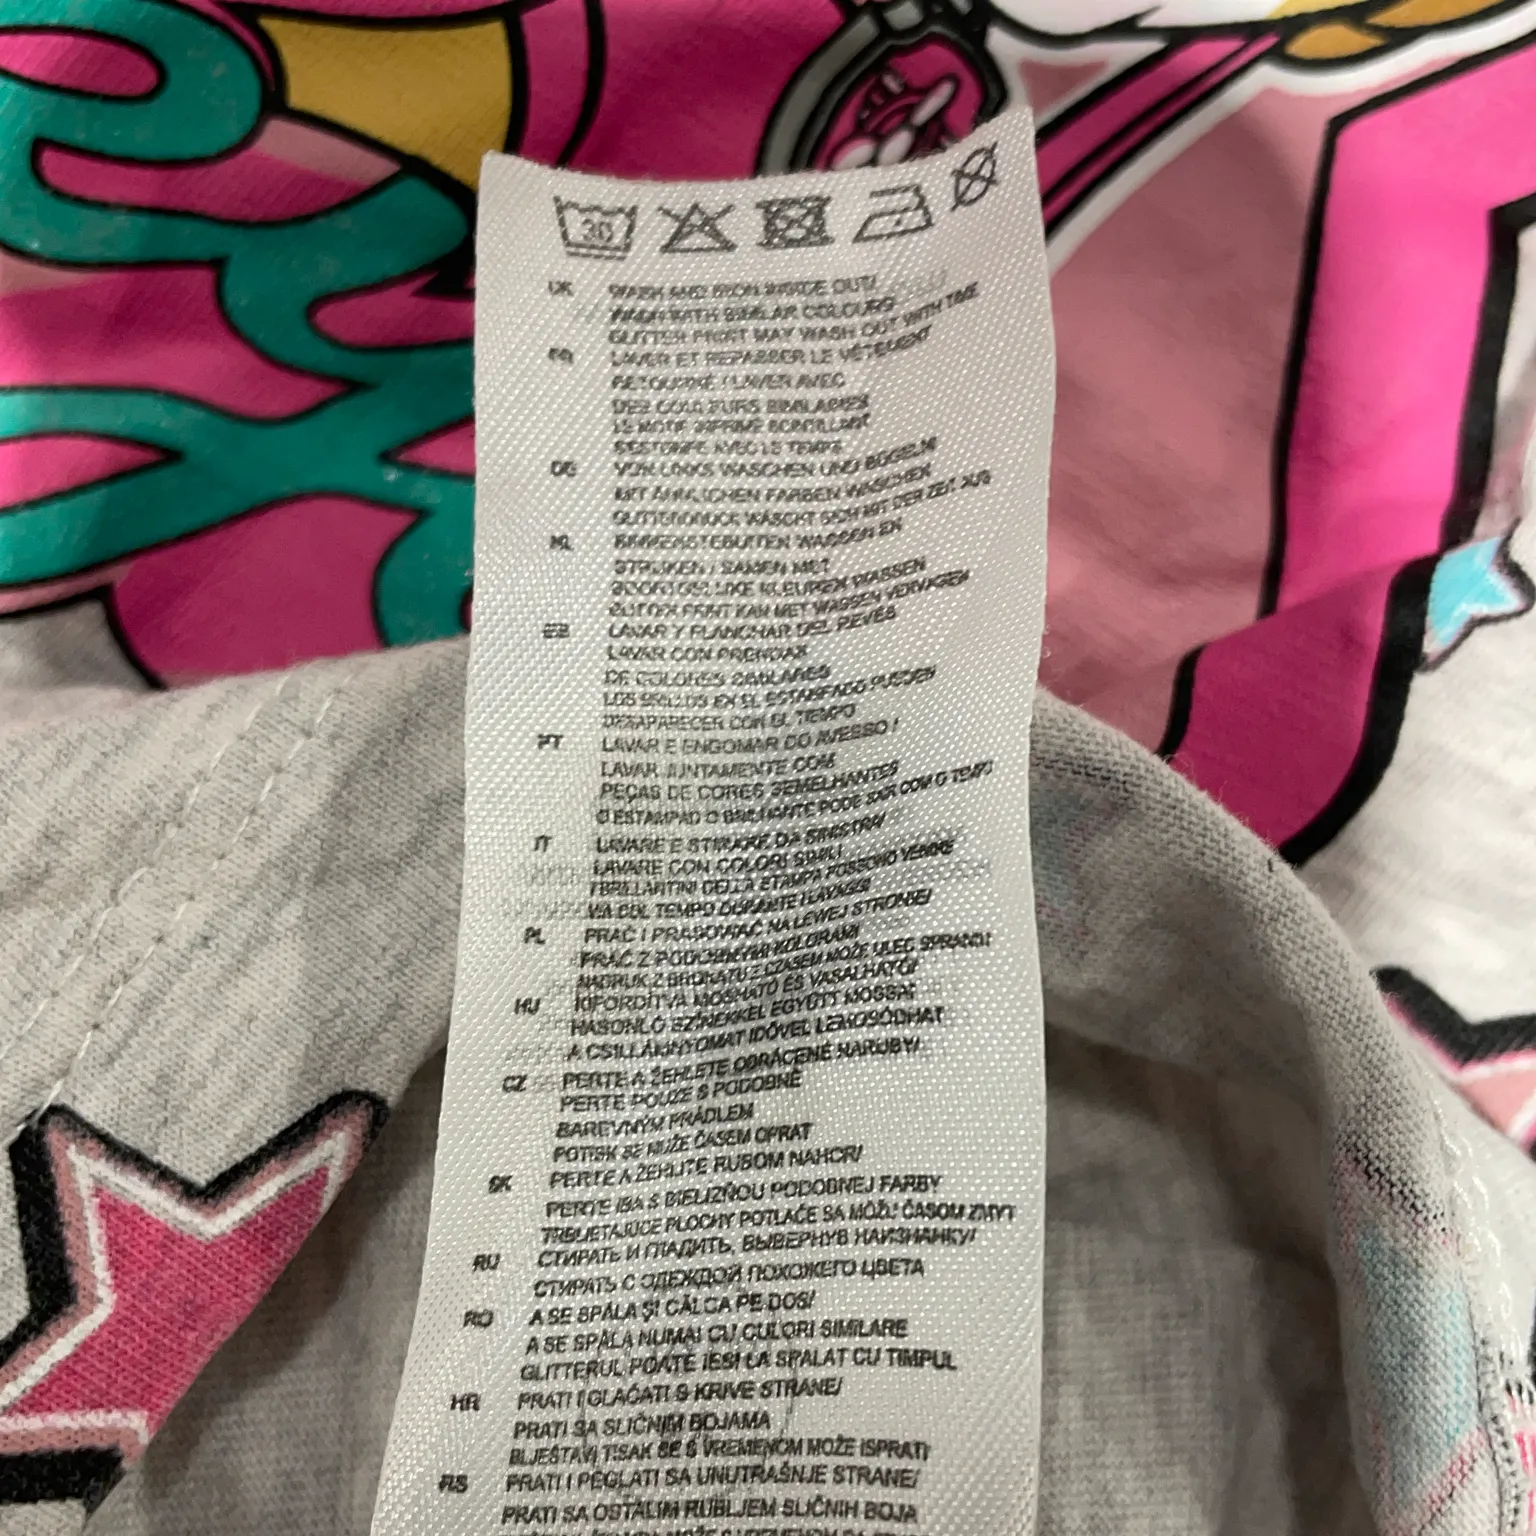 30
UK WASH AND IRON INSIDE OUT/
WASH WITH SIMILAR COLOURS
GLITTER PRINT MAY WASH OUT WITH TIME
FR LAVER ET REPASSER LE VÊTEMENT
RETOURNÉ / LAVER AVEC
DES COULEURS SIMILAIRES
LE MOTIF IMPRIMÉ SCINTILLANT
S'ESTOMPE AVEC LE TEMPS
DE VON LINKS WASCHEN UND BÜGELN/
MIT ÄHNLICHEN FARBEN WASCHEN
GLITTERDRUCK WÄSCHT SICH MIT DER ZEIT AUS
NL BINNENSTEBUITEN WASSEN EN
STRIJKEN / SAMEN MET
SOORTGELIJKE KLEUREN WASSEN
GLITTER PRINT KAN MET WASSEN VERVAGEN
ES LAVAR Y PLANCHAR DEL REVÉS
LAVAR CON PRENDAS
DE COLORES SIMILARES
LOS BRILLOS EN EL ESTAMPADO PUEDEN
DESAPARECER CON EL TIEMPO
PT LAVAR E ENGOMAR DO AVESSO /
LAVAR JUNTAMENTE COM
PEÇAS DE CORES SEMELHANTES
O ESTAMPADO BRILHANTE PODE SAIR COM O TEMPO
IT LAVARE E STIRARE DA SINISTRA/
LAVARE CON COLORI SIMILI
I BRILLANTINI DELLA STAMPA POSSONO VENIRE
VIA COL TEMPO DURANTE I LAVAGGI
PL PRAĆ I PRASOWAĆ NA LEWEJ STRONIE/
PRAĆ Z PODOBNYMI KOLORAMI
NADRUK Z BROKATU Z CZASEM MOŻE ULEC SPRANIU
HU KIFORDÍTVA MOSHATÓ ÉS VASALHATÓ/
HASONLÓ SZÍNEKKEL EGYÜTT MOSSA/
A CSILLÁMNYOMAT IDŐVEL LEMOSÓDHAT
CZ PERTE A ŽEHLETE OBRÁCENÉ NARUBY/
PERTE POUZE S PODOBNĚ
BAREVNÝM PRÁDLEM
POTISK SE MŮŽE ČASEM OPRAT
SK PERTE A ŽEHLITE RUBOM NAHOR/
PERTE IBA S BIELIZŇOU PODOBNEJ FARBY
TRBLIETAJÚCE PLOCHY POTLAČE SA MÔŽU ČASOM ZMYŤ
RU СТИРАТЬ И ГЛАДИТЬ, ВЫВЕРНУВ НАИЗНАНКУ/
СТИРАТЬ С ОДЕЖДОЙ ПОХОЖЕГО ЦВЕТА
RO A SE SPĂLA ȘI CĂLCA PE DOS/
A SE SPĂLA NUMAI CU CULORI SIMILARE
GLITTERUL POATE IEȘI LA SPĂLAT CU TIMPUL
HR PRATI I GLAČATI S KRIVE STRANE/
PRATI SA SLIČNIM BOJAMA
BLJEŠTAVI TISAK SE S VREMENOM MOŽE ISPRATI
RS PRATI I PEGLATI SA UNUTRAŠNJE STRANE/
PRATI SA OSTALIM RUBLJEM SLIČNIH BOJA